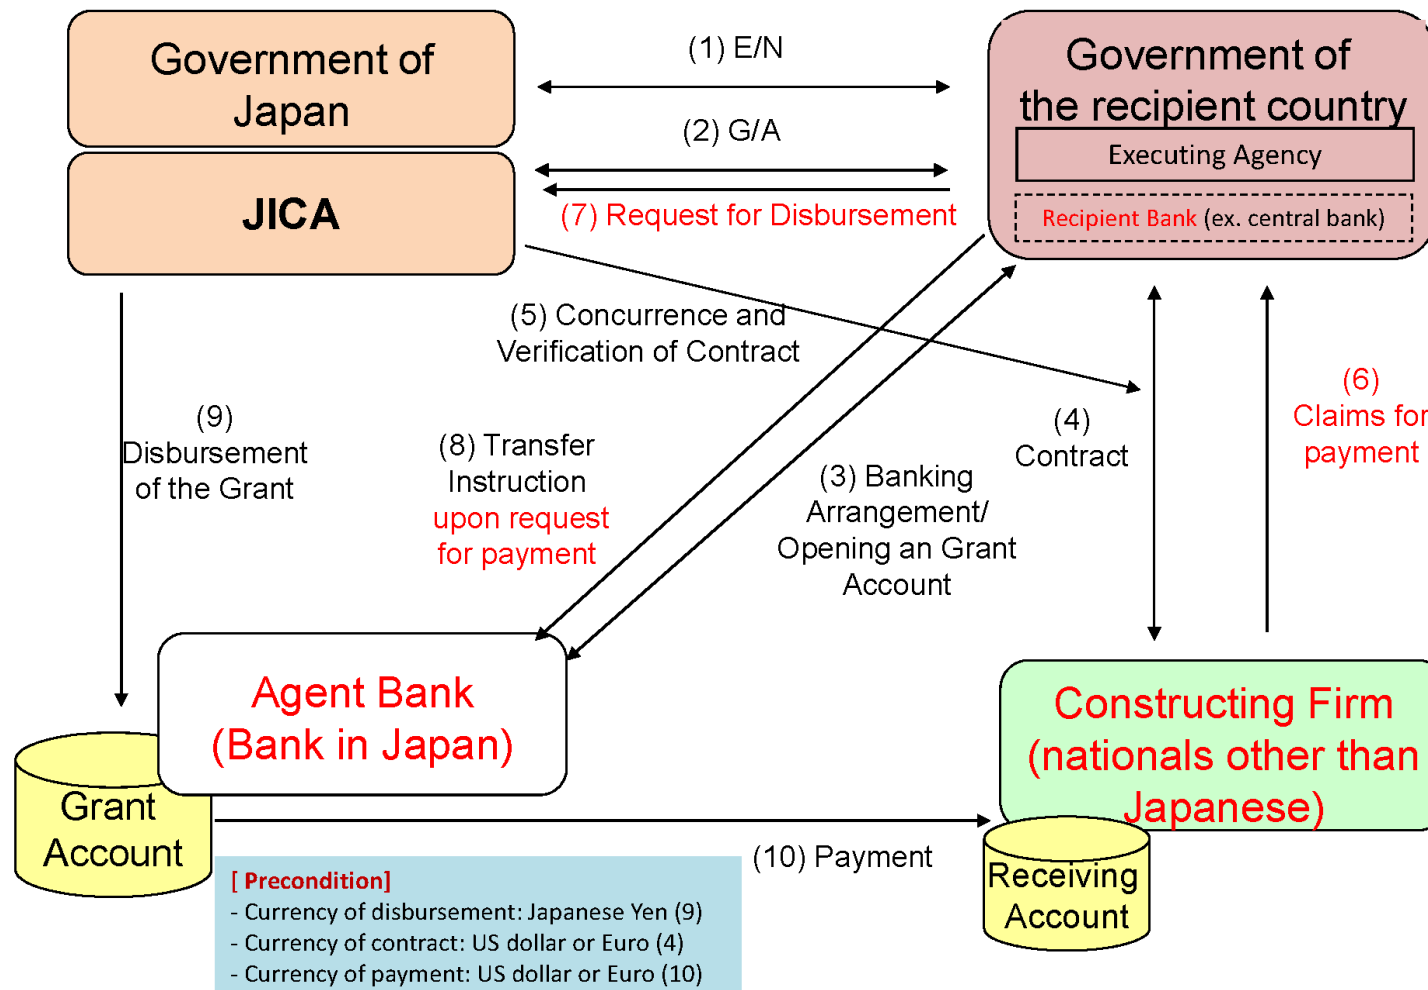 Government of
Japan
JICA
(1) E/N
(2) G/A
(7) Request for Disbursement
Government of
the recipient country
Executing Agency
Recipient Bank (ex. central bank)
(5) Concurrence and
Verification of Contract
(9)
Disbursement
of the Grant
(8) Transfer
Instruction
upon request
for payment
(3) Banking
Arrangement/
Opening an Grant
Account
(4)
Contract
(6)
Claims for
payment
Agent Bank
(Bank in Japan)
Grant
Account
Constructing Firm
(nationals other than
Japanese)
Receiving
Account
(10) Payment
[ Precondition]
- Currency of disbursement: Japanese Yen (9)
- Currency of contract: US dollar or Euro (4)
- Currency of payment: US dollar or Euro (10)